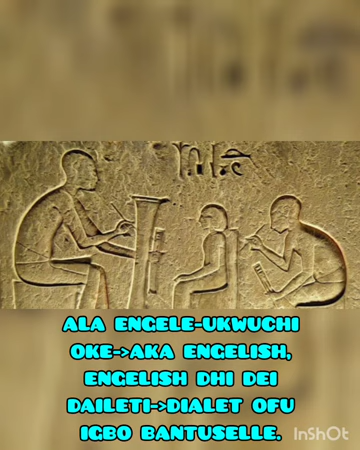 ALA ENGELE-UKWUCHI
OKE->AKA ENGELISH,
ENGELISH DHI DEI
DAILETI->DIALET OFU
IGBO BANTUSELLE.
InShOt